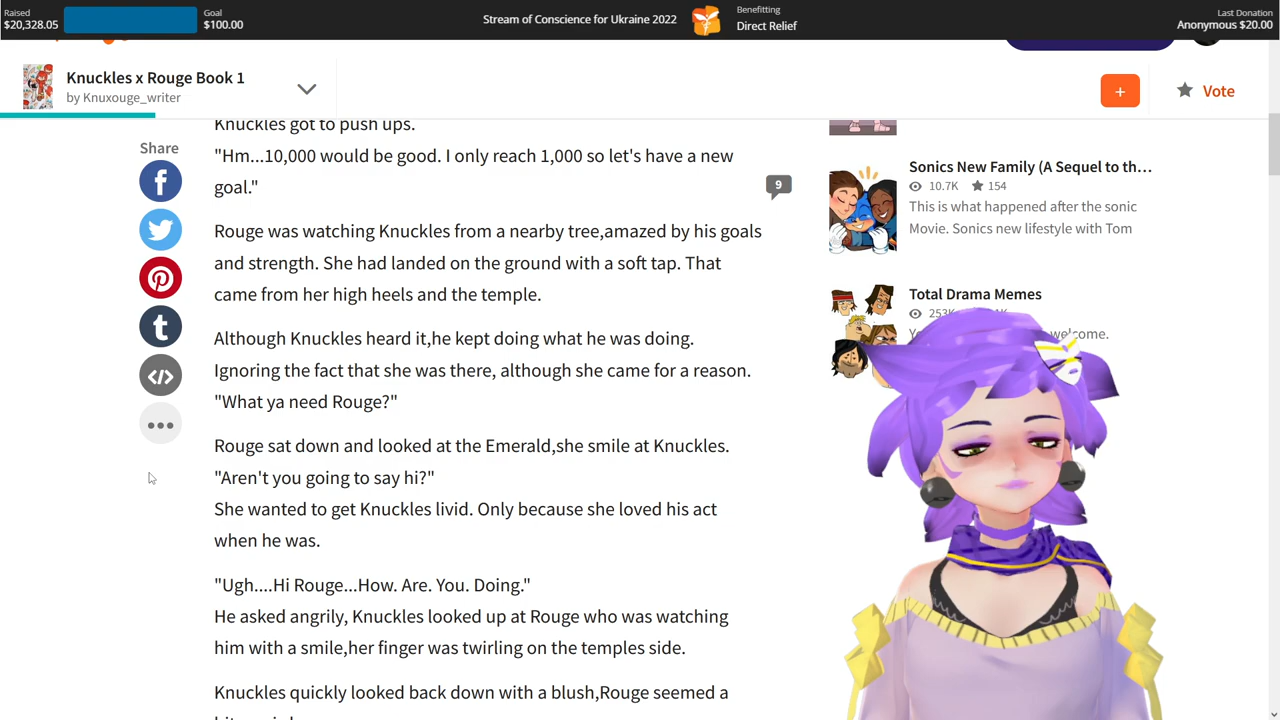 Raised
$20,328.05
Goal
$100.00
Stream of Conscience for Ukraine 2022
Benefitting
Direct Relief
Last Donation
Anonymous $20.00
Knuckles x Rouge Book 1
by Knuxouge_writer
+
Vote
Share
Knuckles got to push ups.
"Hm...10,000 would be good. I only reach 1,000 so let's have a new
goal."
9
Rouge was watching Knuckles from a nearby tree,amazed by his goals
and strength. She had landed on the ground with a soft tap. That
came from her high heels and the temple.
Although Knuckles heard it,he kept doing what he was doing.
Ignoring the fact that she was there, although she came for a reason.
"What ya need Rouge?"
Rouge sat down and looked at the Emerald,she smile at Knuckles.
"Aren't you going to say hi?"
She wanted to get Knuckles livid. Only because she loved his act
when he was.
"Ugh....Hi Rouge...How. Are. You. Doing."
He asked angrily, Knuckles looked up at Rouge who was watching
him with a smile,her finger was twirling on the temples side.
Knuckles quickly looked back down with a blush,Rouge seemed a
Sonics New Family (A Sequel to th...
10.7K 154
This is what happened after the sonic
Movie. Sonics new lifestyle with Tom
Total Drama Memes
welcome.